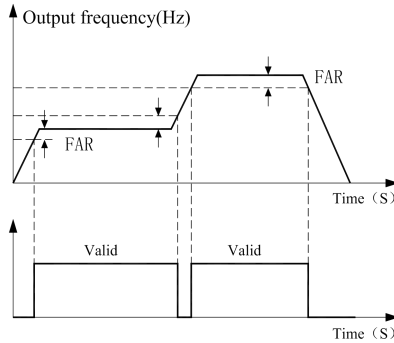 Output frequency(Hz)
FAR
FAR
Time（S）
Valid
Valid
Time（S）